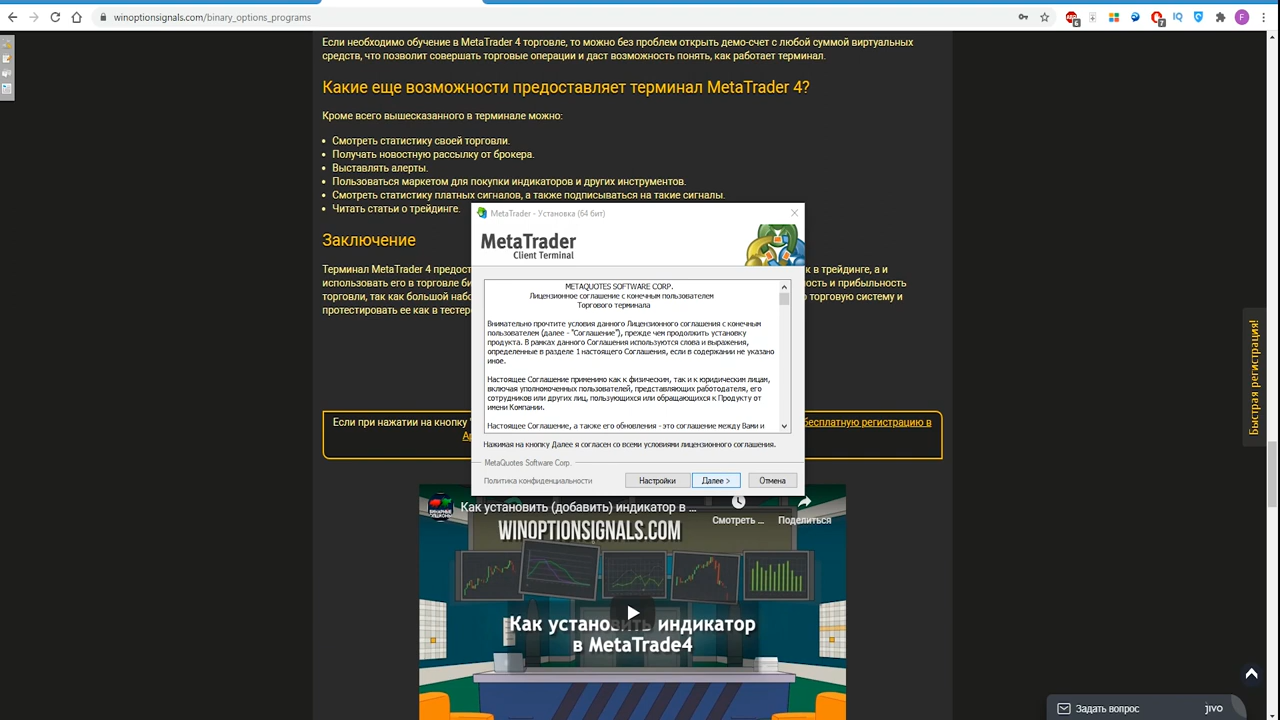 winoptionsignals.com/binary_options_programs
Если необходимо обучение в MetaTrader 4 торговле, то можно без проблем открыть демо-счет с любой суммой виртуальных
средств, что позволит совершать торговые операции и даст возможность понять, как работает терминал.
Какие еще возможности предоставляет терминал MetaTrader 4?
Кроме всего вышесказанного в терминале можно:
Смотреть статистику своей торговли.
Получать новостную рассылку от брокера.
Выставлять алерты.
Пользоваться маркетом для покупки индикаторов и других инструментов.
Смотреть статистику платных сигналов, а также подписываться на такие сигналы.
Читать статьи о трейдинге.
Заключение
Терминал MetaTrader 4 предост
к в трейдинге, а и
использовать его в торговле би
ность и прибыльность
торговли, так как большой набо
о торговую систему и
протестировать ее как в тестер
MetaTrader - Установка (64 бит)
MetaTrader
Client Terminal
METAQUOTES SOFTWARE CORP.
Лицензионное соглашение с конечным пользователем
Торгового терминала
Внимательно прочтите условия данного Лицензионного соглашения с конечным
пользователем (далее - "Соглашение"), прежде чем продолжить установку
продукта. В рамках данного Соглашения используются слова и выражения,
определенные в разделе 1 настоящего Соглашения, если в содержании не указано
иное.
Настоящее Соглашение применимо как к физическим, так и к юридическим лицам,
включая уполномоченных пользователей, представляющих работодателя, его
сотрудников или других лиц, пользующихся или обращающихся к Продукту от
имени Компании.
Настоящее Соглашение, а также его обновления - это соглашение между Вами и
Нажимая на кнопку Далее я согласен со всеми условиями лицензионного соглашения.
MetaQuotes Software Corp.
Политика конфиденциальности
Настройки
Далее >
Отмена
Если при нажатии на кнопку "
бесплатную регистрацию в
Быстрая регистрация!
Как установить (добавить) индикатор в ...
Смотреть ...
Поделиться
WINOPTIONSIGNALS.COM
Как установить индикатор
в MetaTrade4
Задать вопрос
jivo